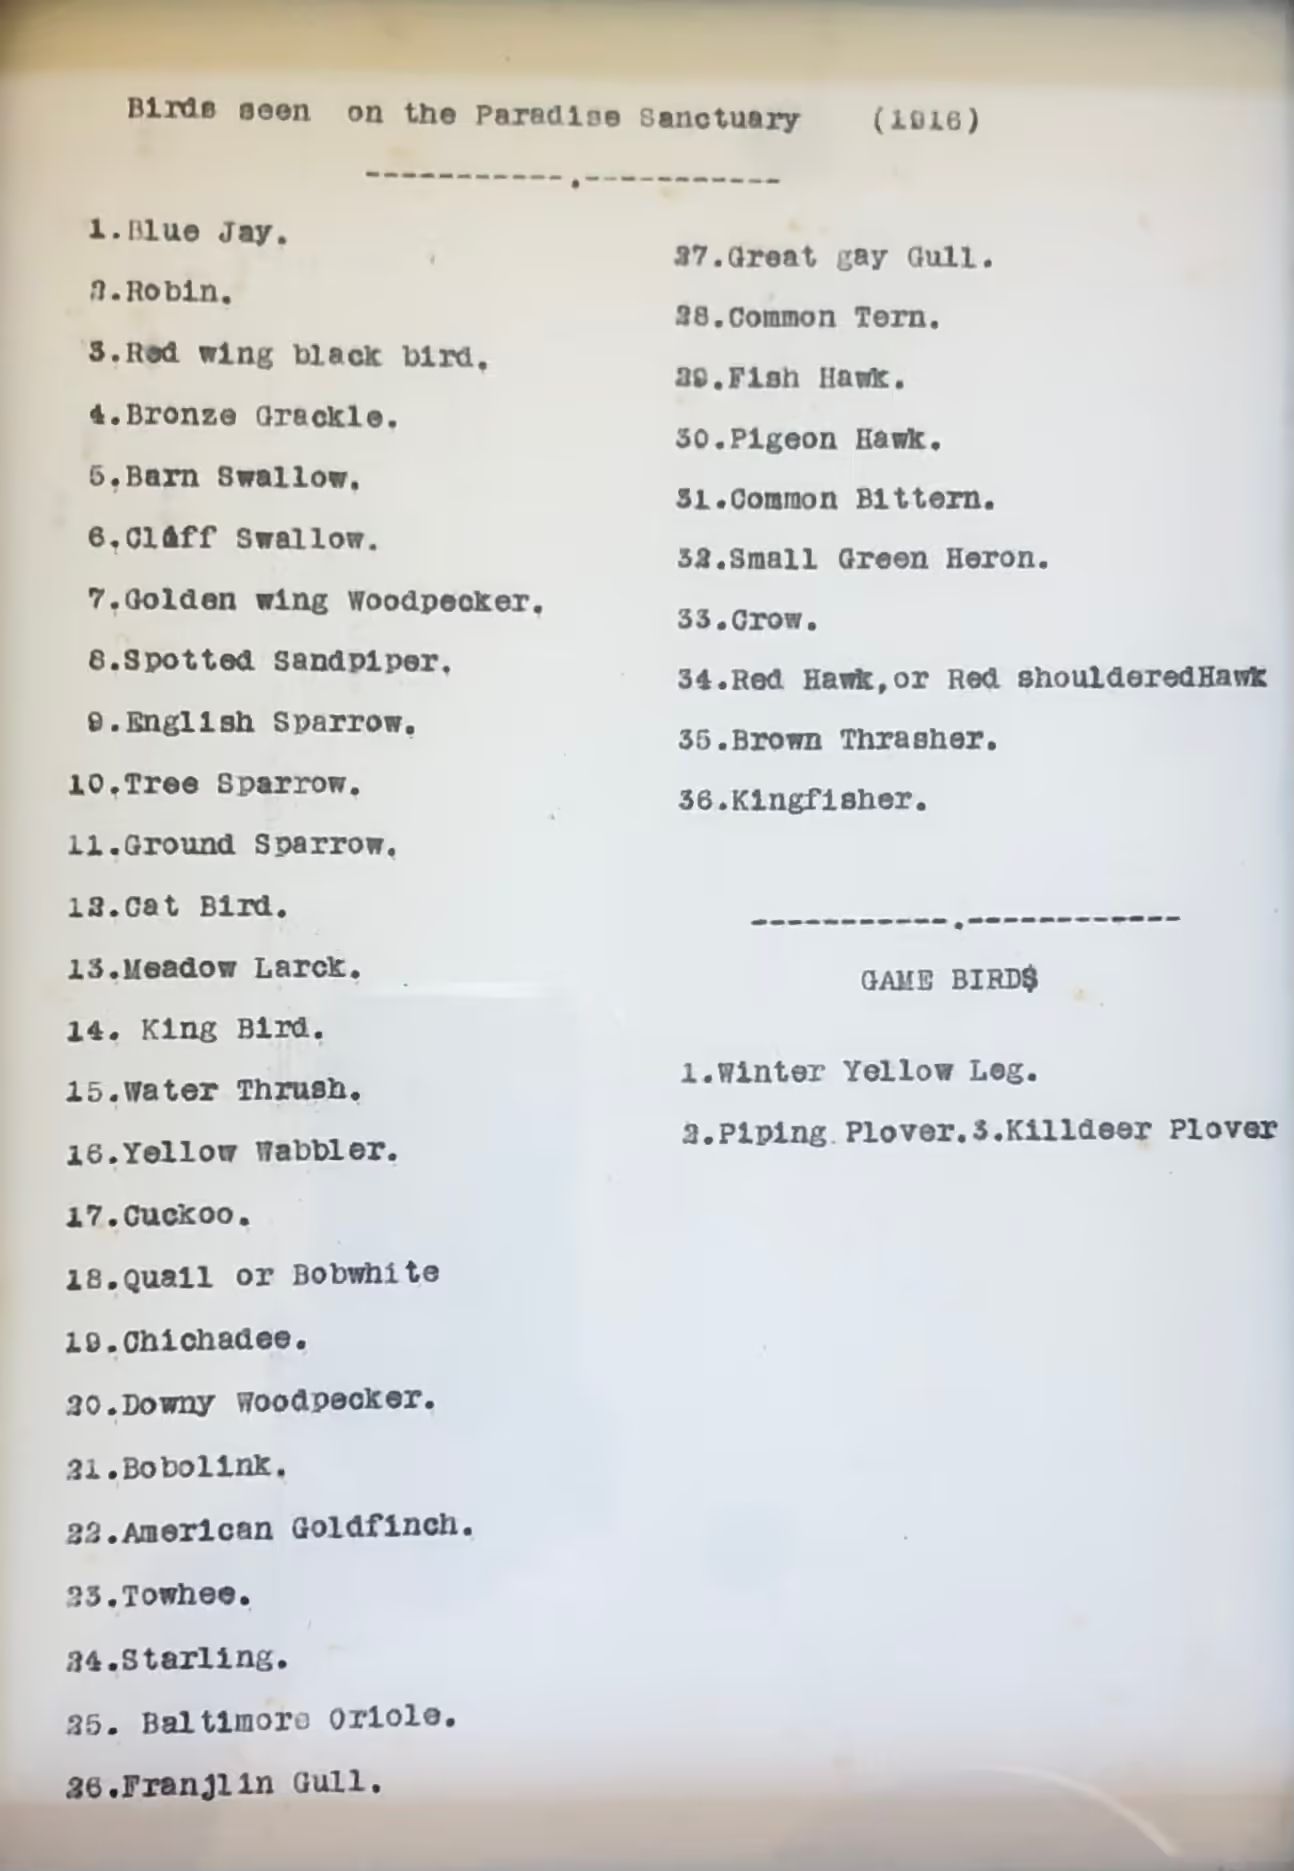 Birds seen on the Paradise Sanctuary (1916)
-----------.-----------
1.Blue Jay.
2.Robin.
3.Red wing black bird.
4.Bronze Grackle.
5.Barn Swallow.
6.Cliff Swallow.
7.Golden wing Woodpecker.
8.Spotted Sandpiper.
9.English Sparrow.
10.Tree Sparrow.
11.Ground Sparrow.
12.Cat Bird.
13.Meadow Larck.
14. King Bird.
15.Water Thrush.
16.Yellow Wabbler.
17.Cuckoo.
18.Quail or Bobwhite
19.Chichadee.
20.Downy Woodpecker.
21.Bobolink.
22.American Goldfinch.
23.Towhee.
24.Starling.
25. Baltimore Oriole.
26.Franjlin Gull.
27.Great gay Gull.
28.Common Tern.
29.Fish Hawk.
30.Pigeon Hawk.
31.Common Bittern.
32.Small Green Heron.
33.Crow.
34.Red Hawk,or Red shoulderedHawk
35.Brown Thrasher.
36.Kingfisher.
-----------.------------
GAME BIRD$
1.Winter Yellow Leg.
2.Piping Plover.3.Killdeer Plover